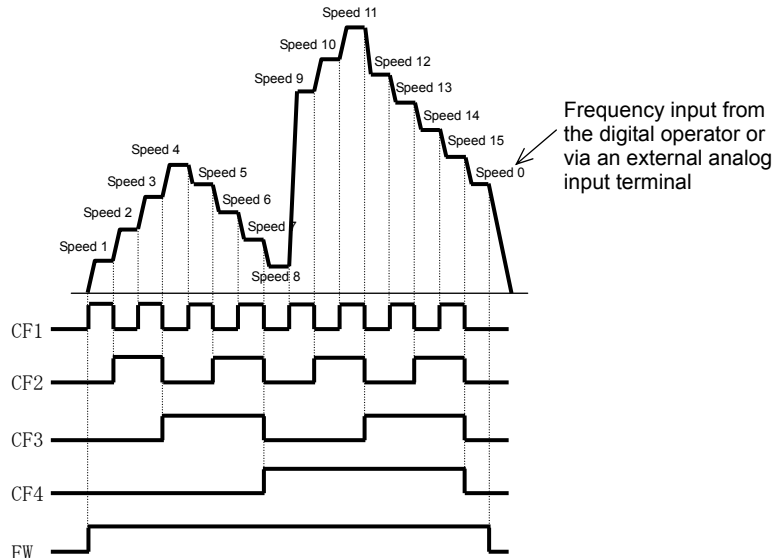 Speed 11
Speed 10
Speed 12
Speed 9
Speed 13
Speed 14
Speed 4
Speed 15
Speed 3
Speed 5
Speed 0
Speed 2
Speed 6
Speed 1
Speed 7
Speed 8
Frequency input from
the digital operator or
via an external analog
input terminal
CF1
CF2
CF3
CF4
FW